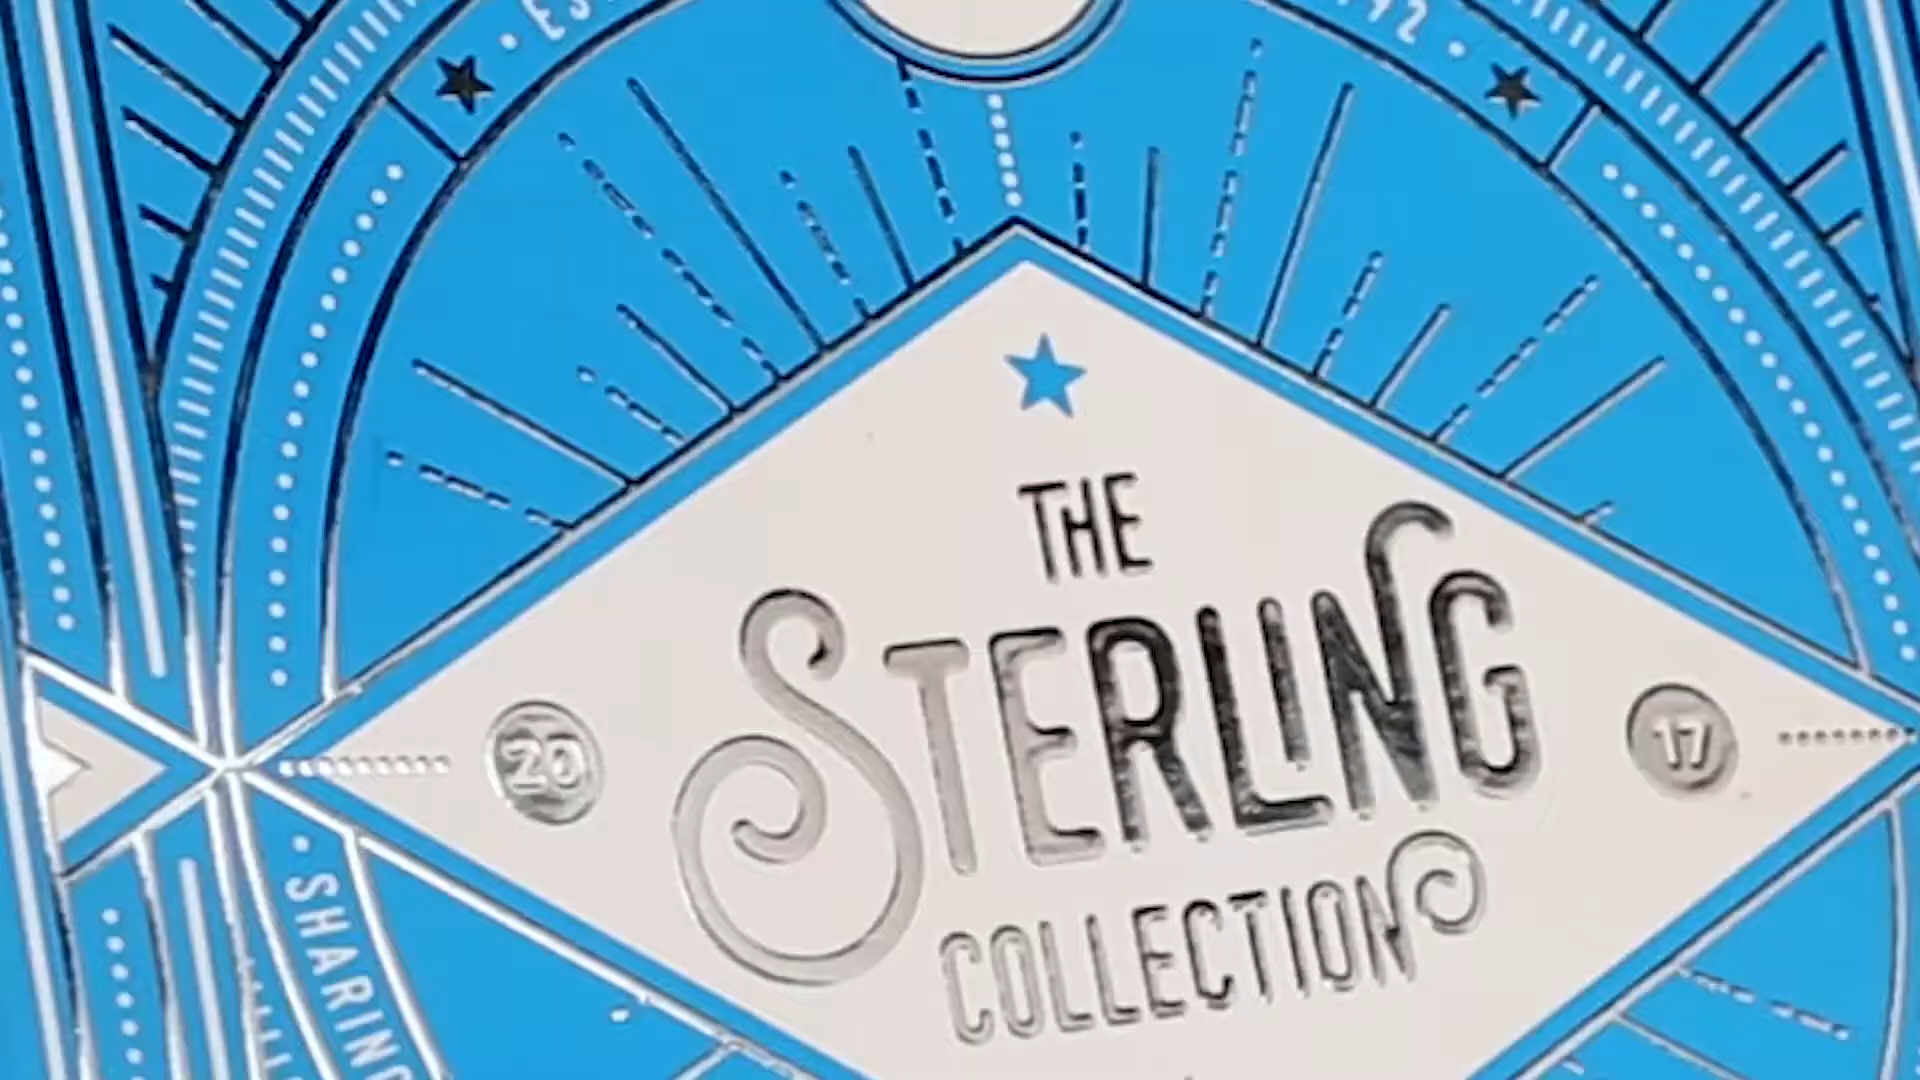 THE
STERLING
20
17
COLLECTION
SHARING